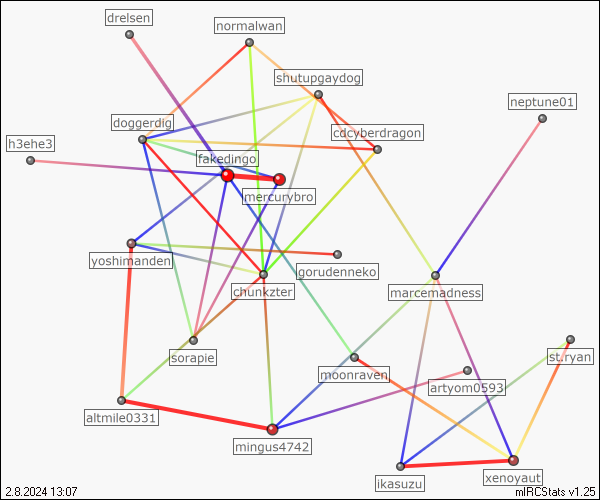 drelsen
normalwan
shutupgaydog
neptune01
doggerdig
cdcyberdragon
h3ehe3
fakedingo
mercurybro
yoshimanden
gorudenneko
chunkzter
marcemadness
sorapie
moonraven
st.ryan
artyom0593
altmile0331
mingus4742
ikasuzu
xenoyaut
2.8.2024 13:07
mIRCStats v1.25